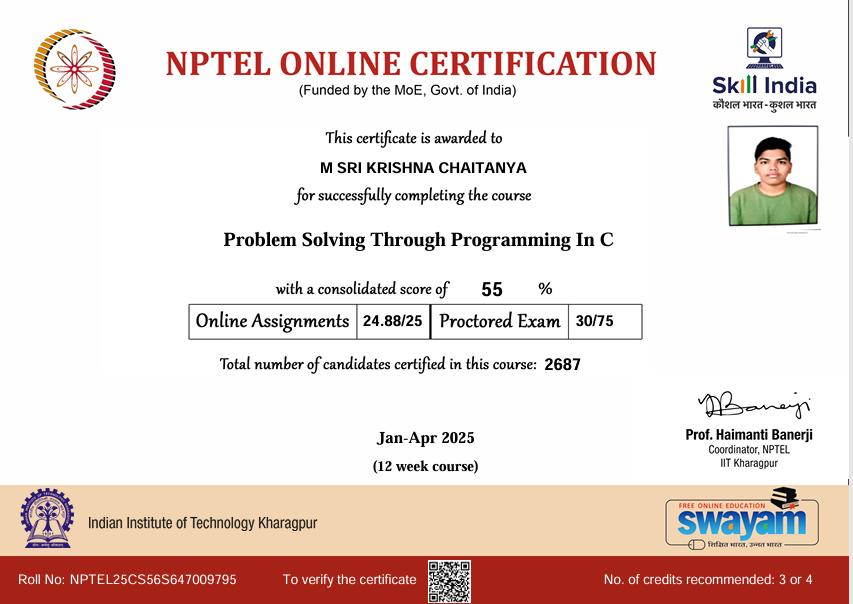 NPTEL ONLINE CERTIFICATION
(Funded by the MoE, Govt. of India)
Skill India
कौशल भारत - कुशल भारत
This certificate is awarded to
M SRI KRISHNA CHAITANYA
for successfully completing the course
Problem Solving Through Programming In C
with a consolidated score of 55 %
Online Assignments 24.88/25 Proctored Exam 30/75
Total number of candidates certified in this course: 2687
Jan-Apr 2025
(12 week course)
Prof. Haimanti Banerji
Coordinator, NPTEL
IIT Kharagpur
Indian Institute of Technology Kharagpur
FREE ONLINE EDUCATION
swayam
शिक्षित भारत, उन्नत भारत
Roll No: NPTEL25CS56S647009795 To verify the certificate No. of credits recommended: 3 or 4